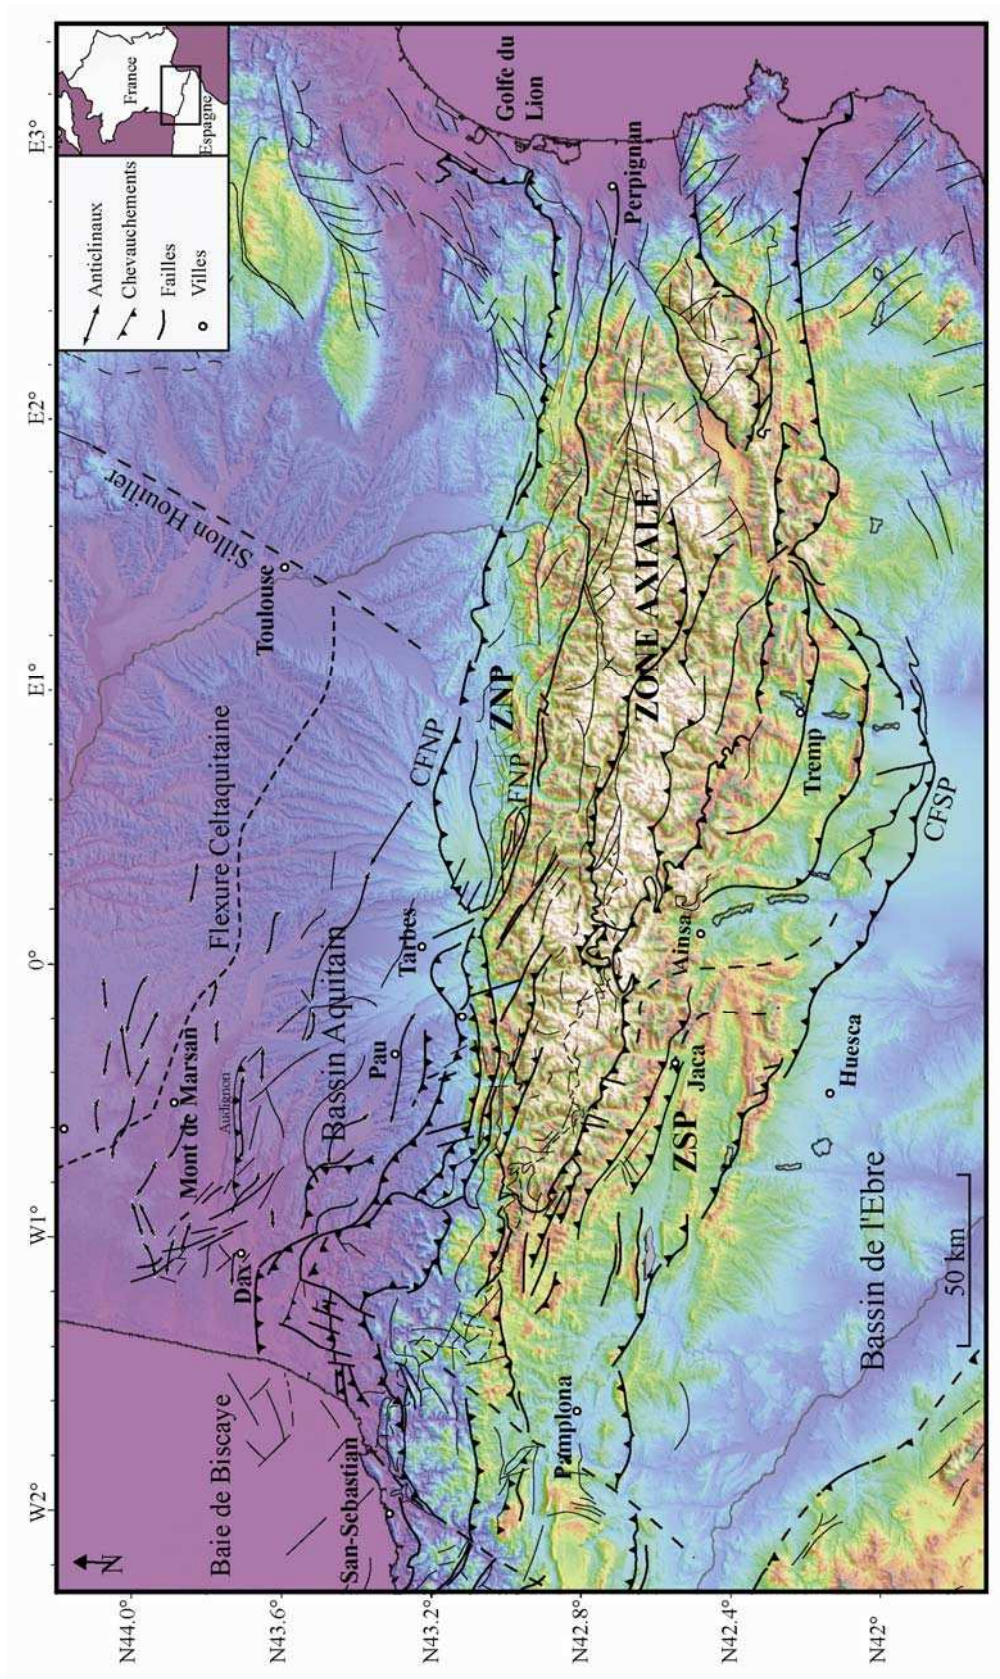 W2°
W1°
0°
E1°
E2°
E3°
N44.0°
N43.6°
N43.2°
N42.8°
N42.4°
N42°
N
Baie de Biscaye
San-Sebastian
Dax
Mont de Marsan
Audignon
Bassin Aquitain
Pau
Tarbes
Flexure Celtaquitaine
Toulouse
Sillon Houiller
CFNP
ZNP
FNP
ZONE AXIALE
Perpignan
Golfe du
Lion
Pamplona
Jaca
ZSP
Ainsa
Tremp
CFSP
Huesca
Bassin de l'Ebre
50 km
Anticlinaux
Chevauchements
Failles
Villes
France
Espagne